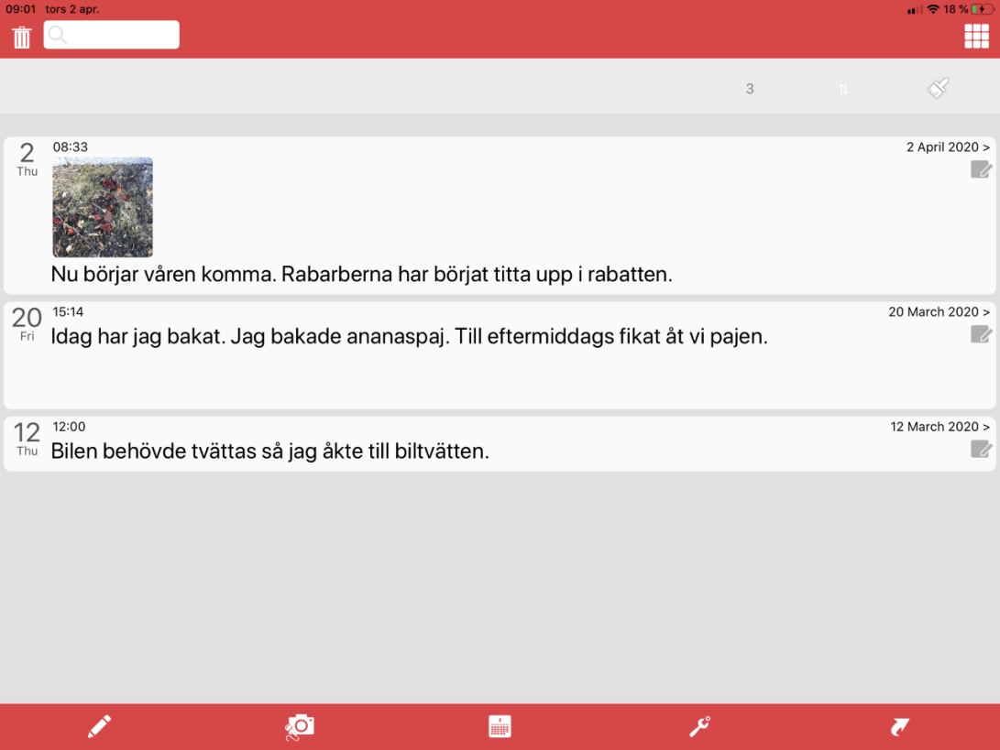 09:01 tors 2 apr. 18 %
3
2 08:33 2 April 2020 >
Thu
Nu börjar våren komma. Rabarberna har börjat titta upp i rabatten.
20 15:14 20 March 2020 >
Fri Idag har jag bakat. Jag bakade ananaspaj. Till eftermiddags fikat åt vi pajen.
12 12:00 12 March 2020 >
Thu Bilen behövde tvättas så jag åkte till biltvätten.